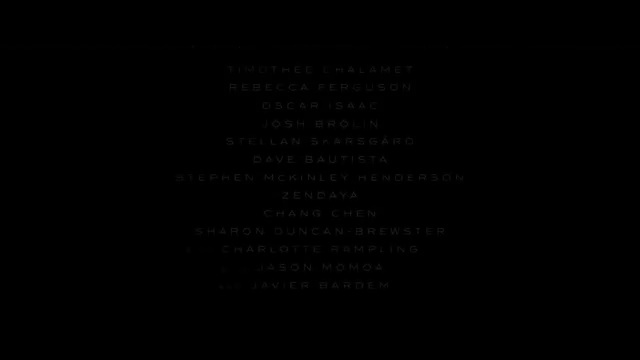 TIMOTHÉE CHALAMET
REBECCA FERGUSON
OSCAR ISAAC
JOSH BROLIN
STELLAN SKARSGÅRD
DAVE BAUTISTA
STEPHEN McKINLEY HENDERSON
ZENDAYA
CHANG CHEN
SHARON DUNCAN-BREWSTER
CHARLOTTE RAMPLING
JASON MOMOA
JAVIER BARDEM